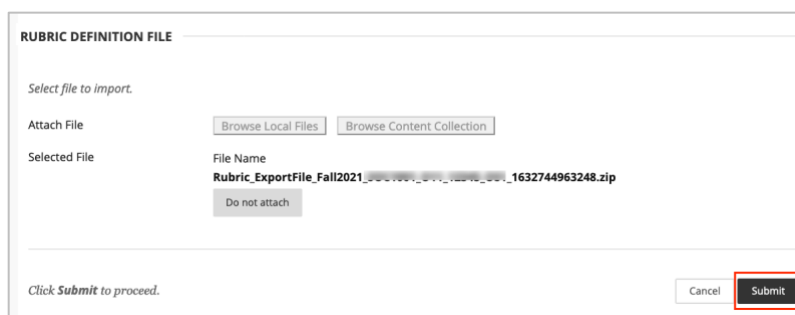 RUBRIC DEFINITION FILE
Select file to import.
Attach File Browse Local Files Browse Content Collection
Selected File File Name
Rubric_ExportFile_Fall2021_ _1632744963248.zip
Do not attach
Click Submit to proceed. Cancel Submit